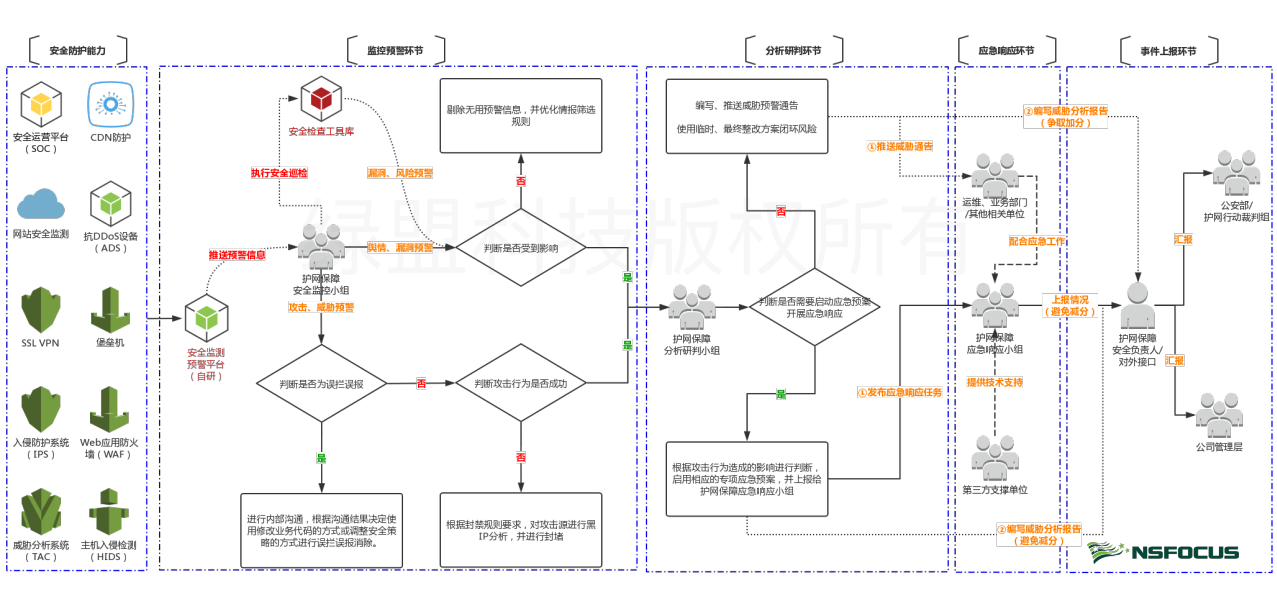 安全防护能力
监控预警环节
分析研判环节
应急响应环节
事件上报环节
安全运营平台
（SOC）
CDN防护
网站安全监测
抗DDoS设备
（ADS）
SSL VPN
堡垒机
入侵防护系统
（IPS）
Web应用防火
墙（WAF）
威胁分析系统
（TAC）
主机入侵检测
（HIDS）
安全检查工具库
执行安全巡检
漏洞、风险预警
推送预警信息
护网保障
安全监控小组
舆情、漏洞预警
攻击、威胁预警
安全监测
预警平台
（自研）
剔除无用预警信息，并优化情报筛选
规则
否
判断是否受到影响
是
判断是否为误拦误报
否
判断攻击行为是否成功
是
是
否
进行内部沟通，根据沟通结果决定使
用修改业务代码的方式或调整安全策
略的方式进行误拦误报消除。
根据封禁规则要求，对攻击源进行黑
IP分析，并进行封堵
编写、推送威胁预警通告
使用临时、最终整改方案闭环风险
①推送威胁通告
否
护网保障
分析研判小组
判断是否需要启动应急预案
开展应急响应
是
①发布应急响应任务
根据攻击行为造成的影响进行判断，
启用相应的专项应急预案，并上报给
护网保障应急响应小组
运维、业务部门
/其他相关单位
配合应急工作
护网保障
应急响应小组
提供技术支持
第三方支撑单位
②编写威胁分析报告
（争取加分）
上报情况
（避免减分）
②编写威胁分析报告
（避免减分）
护网保障
安全负责人/
对外接口
汇报
公安部/
护网行动裁判组
汇报
公司管理层
NSFOCUS
绿盟科技版权所有